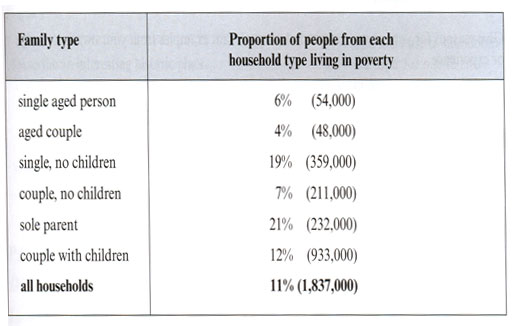 Family type
Proportion of people from each
household type living in poverty
single aged person 6% (54,000)
aged couple 4% (48,000)
single, no children 19% (359,000)
couple, no children 7% (211,000)
sole parent 21% (232,000)
couple with children 12% (933,000)
all households 11% (1,837,000)